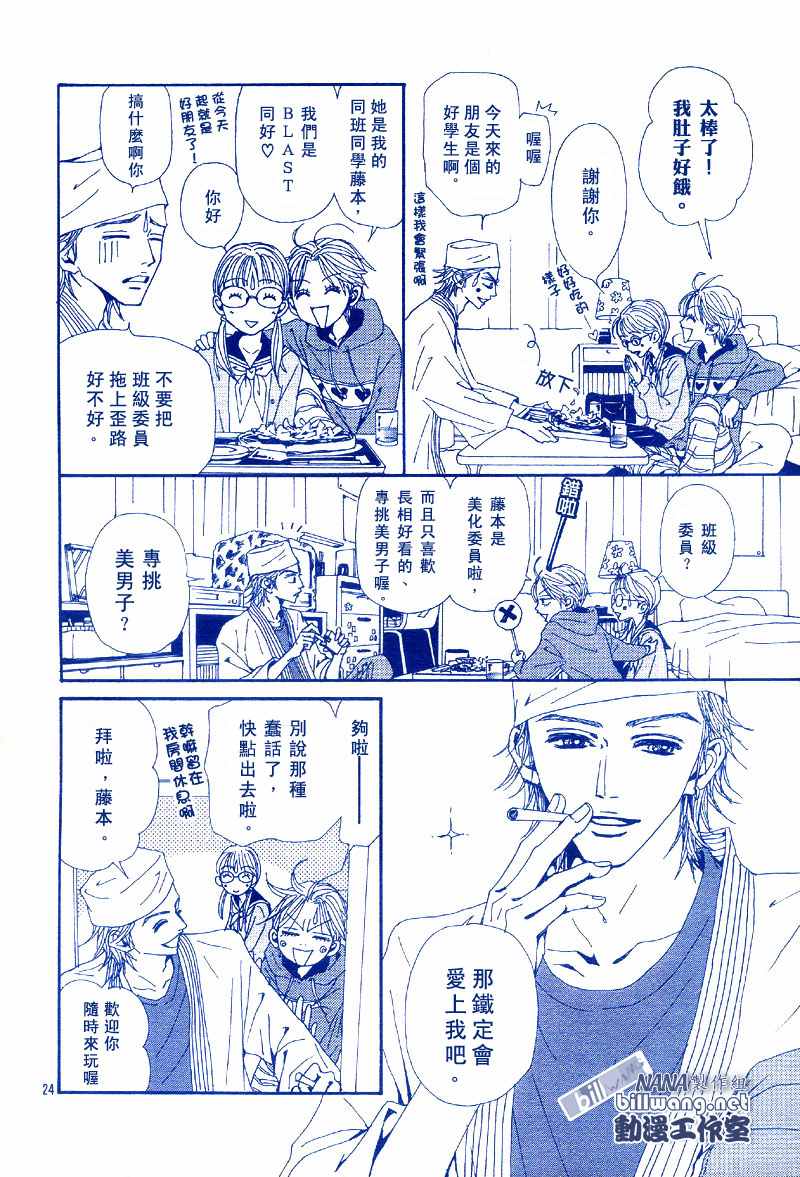 太棒了！
我肚子好餓。
謝謝你。
好好吃的
樣子
喔喔
今天來的
朋友是個
好學生啊。
這樣我會緊張啊
放下
她是我的
同班同學藤本，
我們是
BLAST
同好♡
從今天
起就是
好朋友了！
你好
搞什麼啊你
不要把
班級委員
拖上歪路
好不好。
班級
委員？
錯啦
藤本是
美化委員啦，
而且只喜歡
長相好看的、
專挑美男子喔。
專挑
美男子？
那鐵定會
愛上我吧。
夠啦——
別說那種
蠢話了，
快點出去啦。
幹嘛留在
我房間休息啊
拜啦，藤本。
歡迎你
隨時來玩喔
24
bill
NANA製作組
billwang.net
動漫工作室